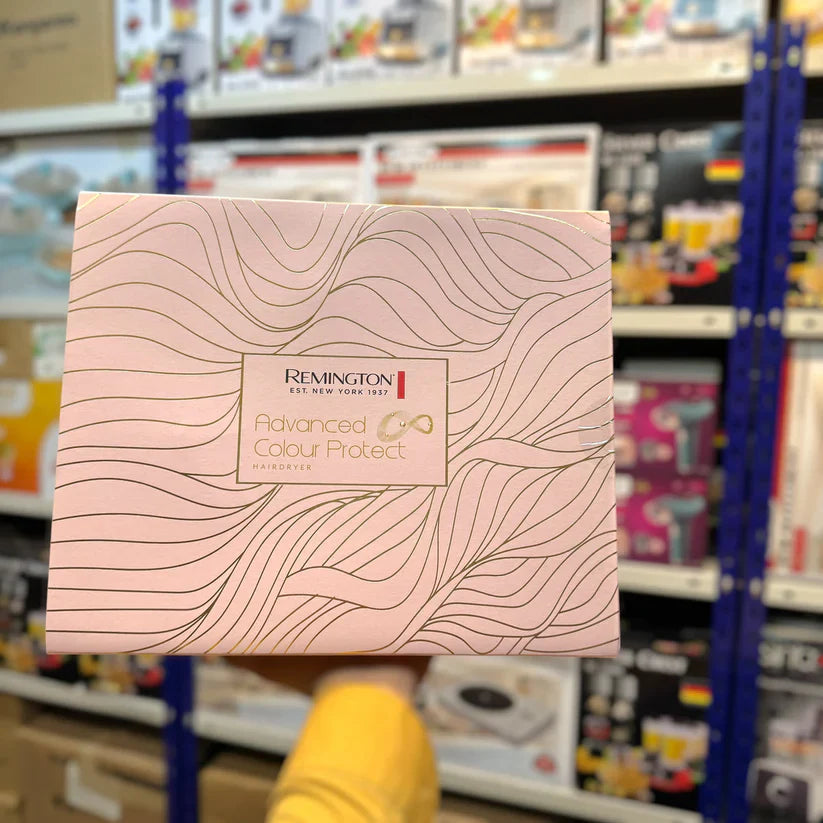 REMINGTON
EST. NEW YORK 1937
Advanced
Colour Protect
HAIRDRYER